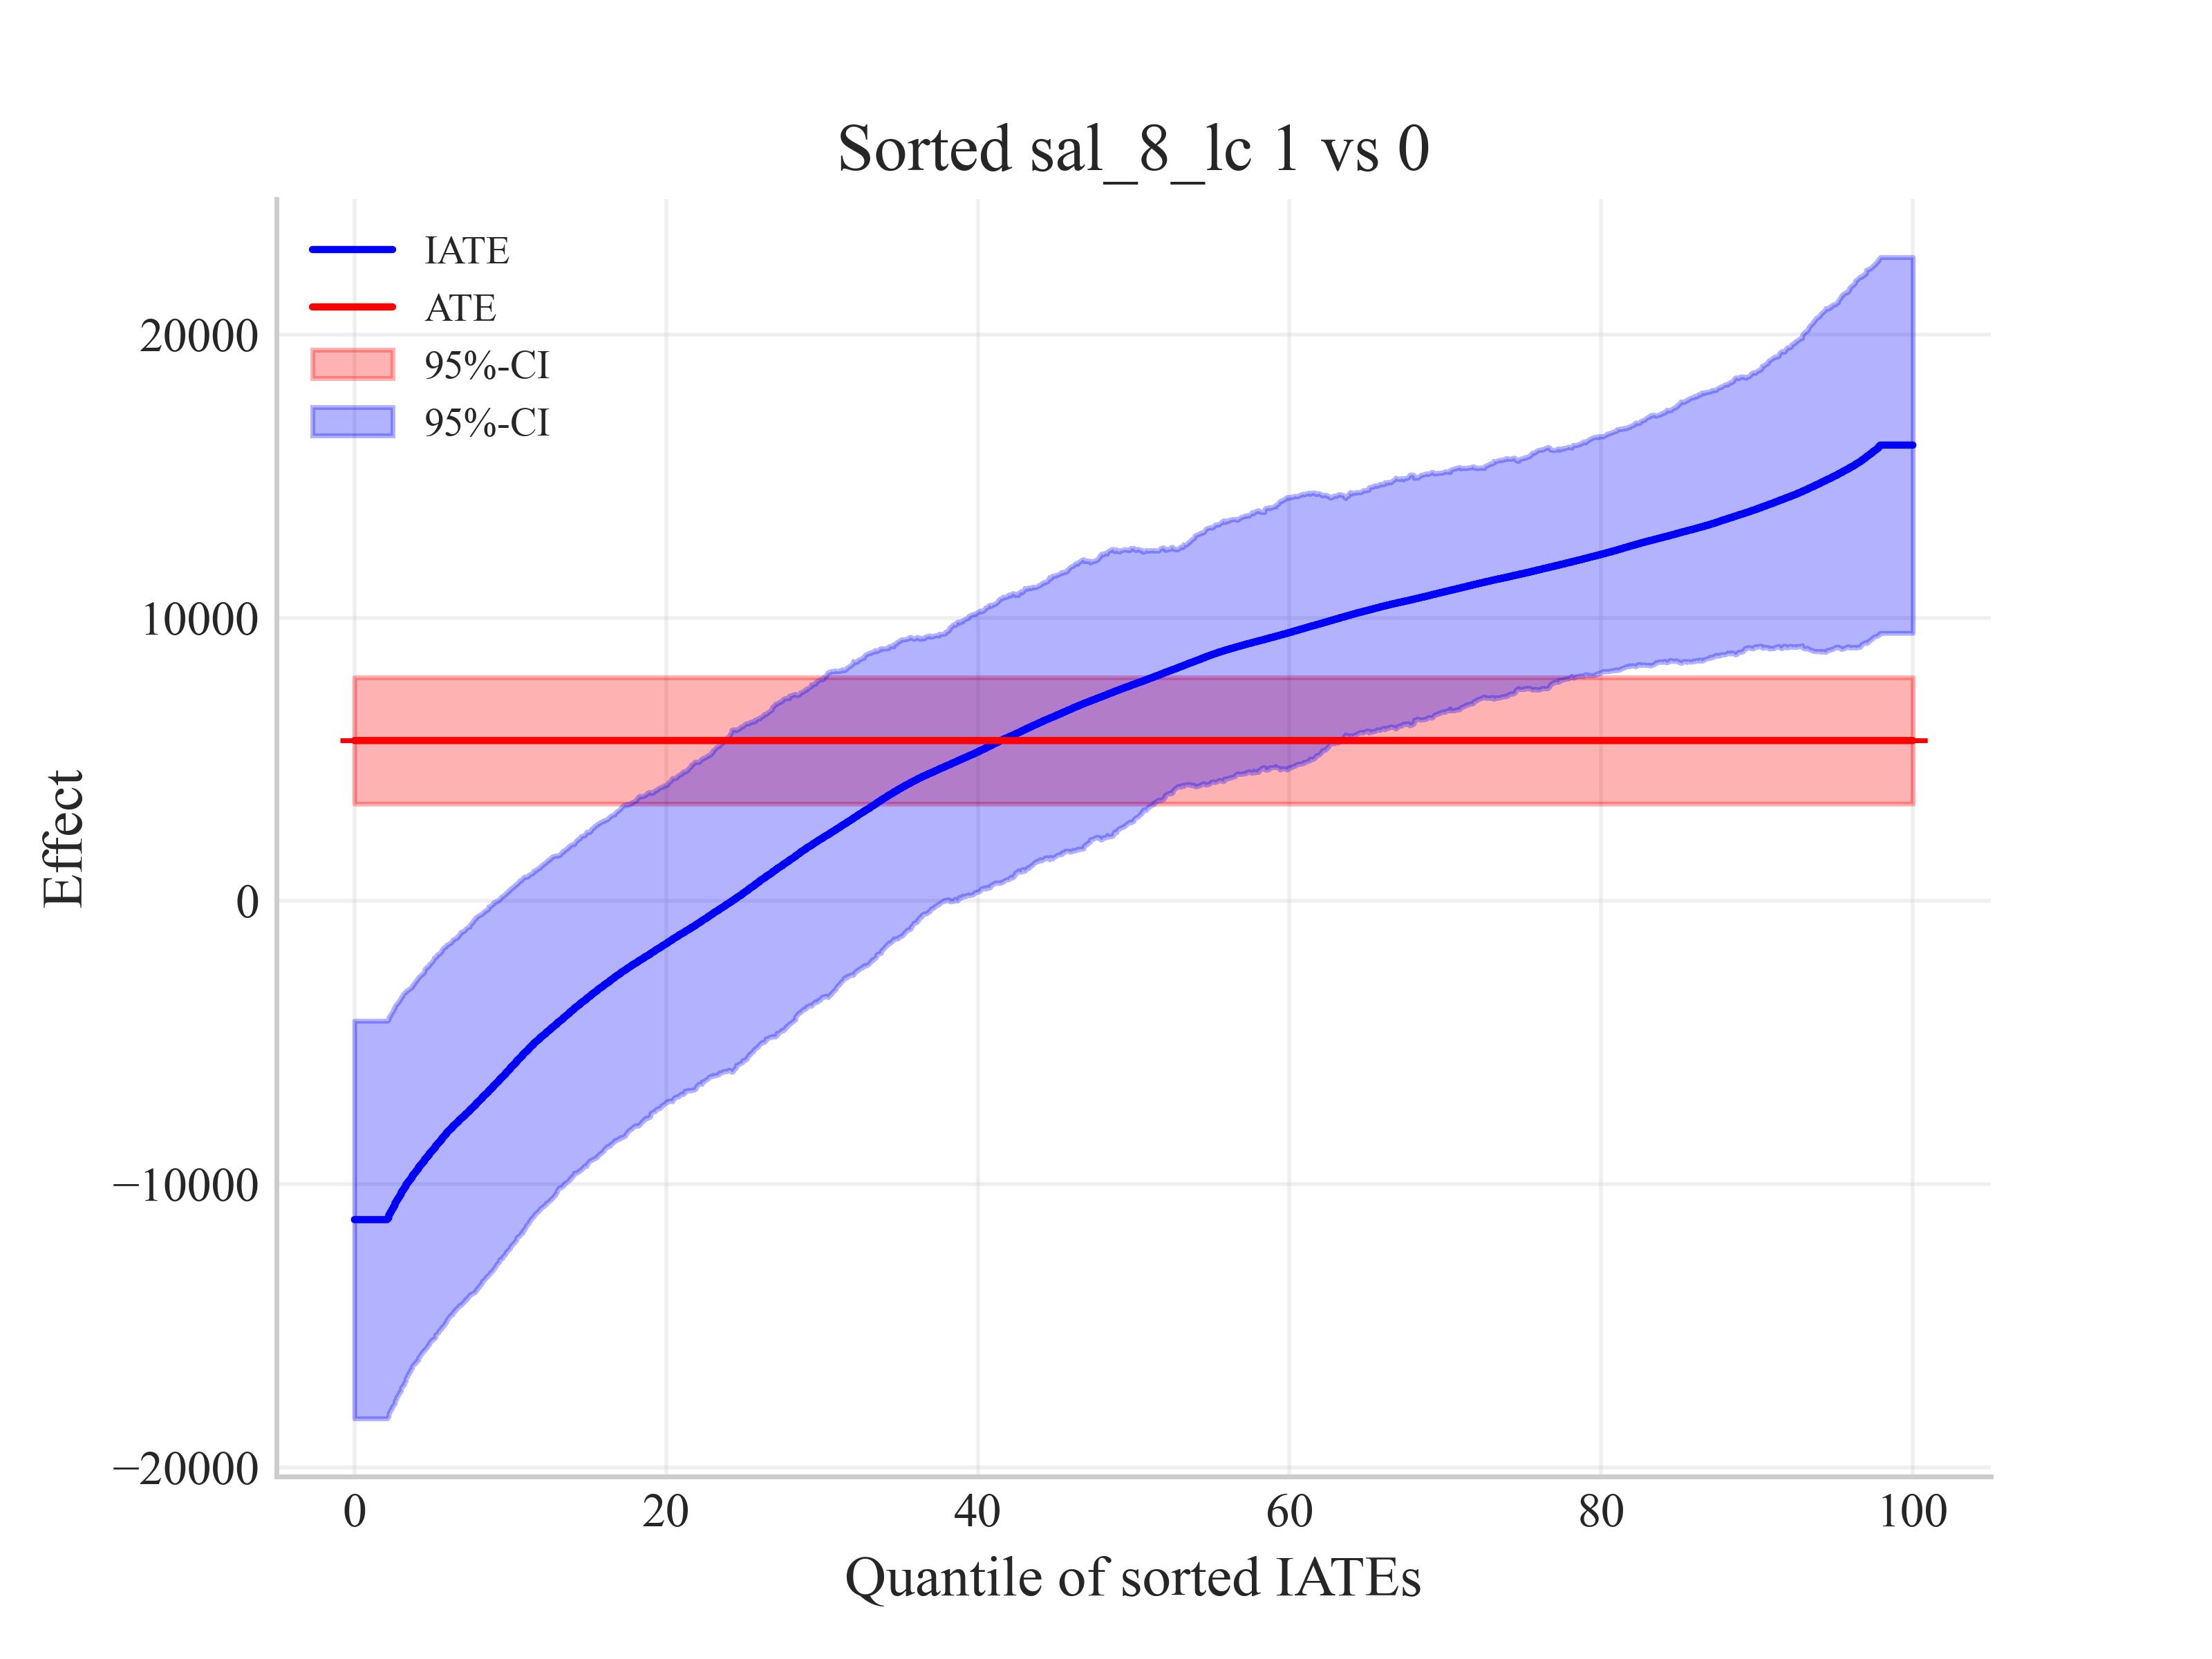 Sorted sal_8_lc 1 vs 0
IATE
ATE
95%-CI
95%-CI
Effect
20000
10000
0
−10000
−20000
0 20 40 60 80 100
Quantile of sorted IATEs